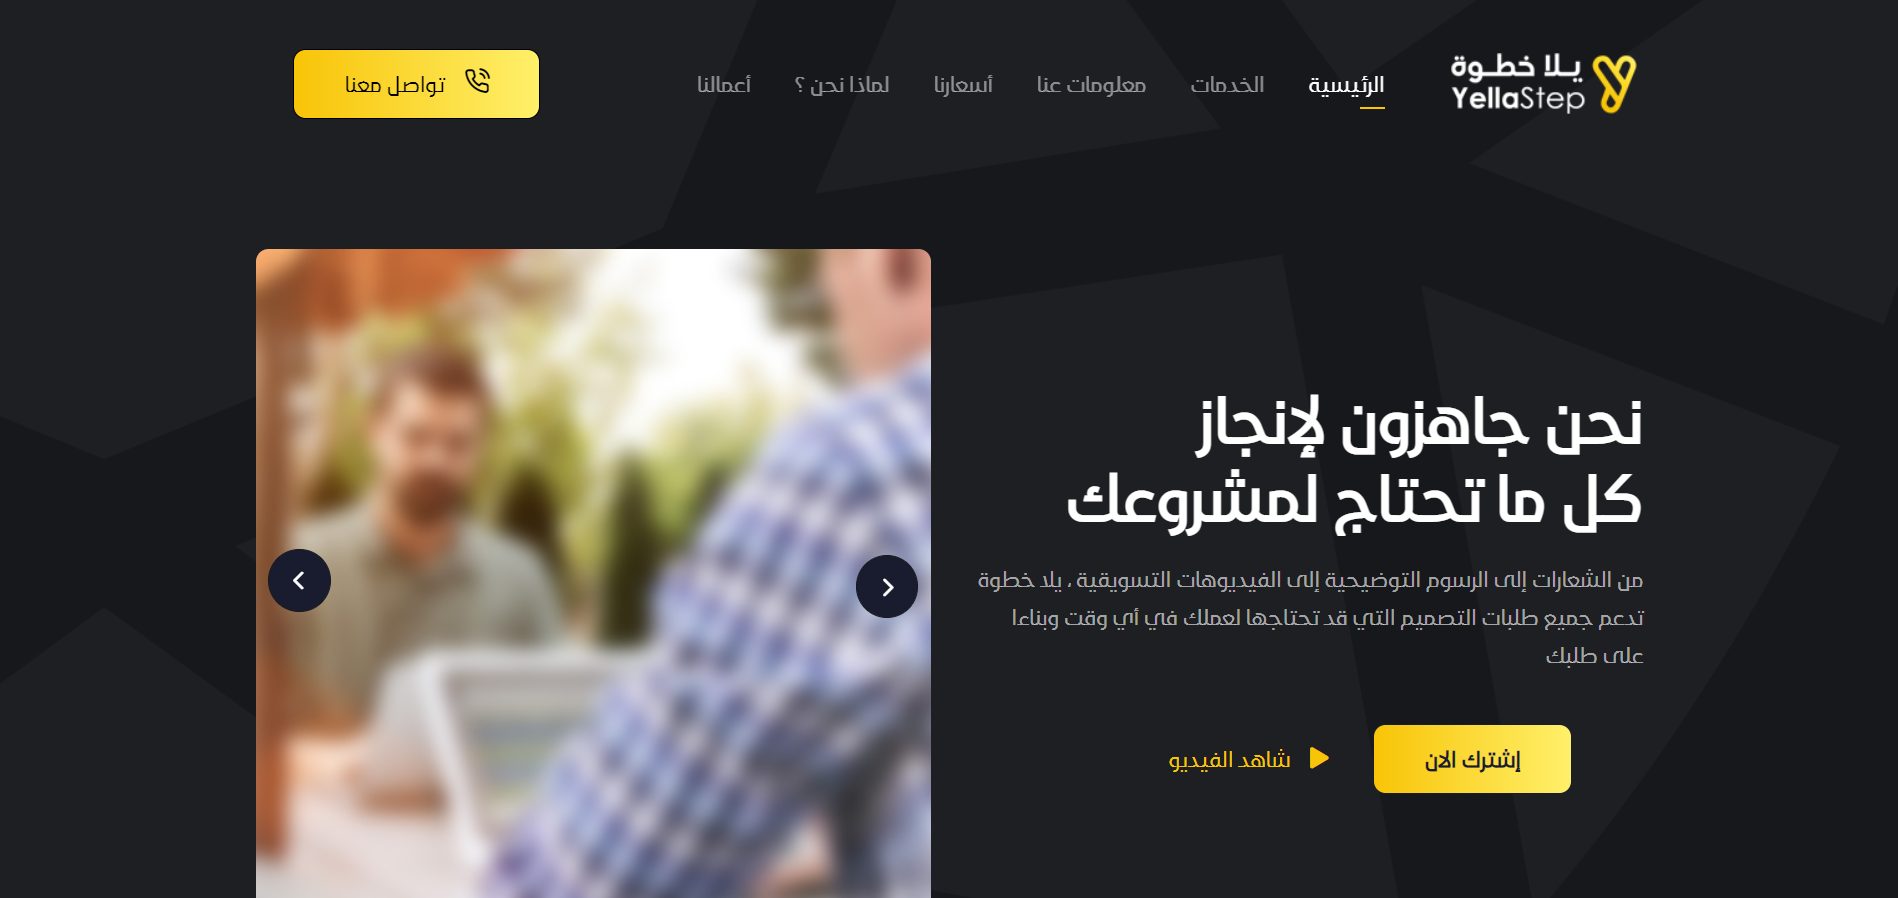 يلا خطوة
YellaStep
الرئيسية
الخدمات
معلومات عنا
أسعارنا
لماذا نحن ؟
أعمالنا
تواصل معنا
نحن جاهزون لإنجاز
كل ما تحتاج لمشروعك
من الشعارات إلى الرسوم التوضيحية إلى الفيديوهات التسويقية ، يلا خطوة
تدعم جميع طلبات التصميم التي قد تحتاجها لعملك في أي وقت وبناءا
على طلبك
إشترك الان
شاهد الفيديو